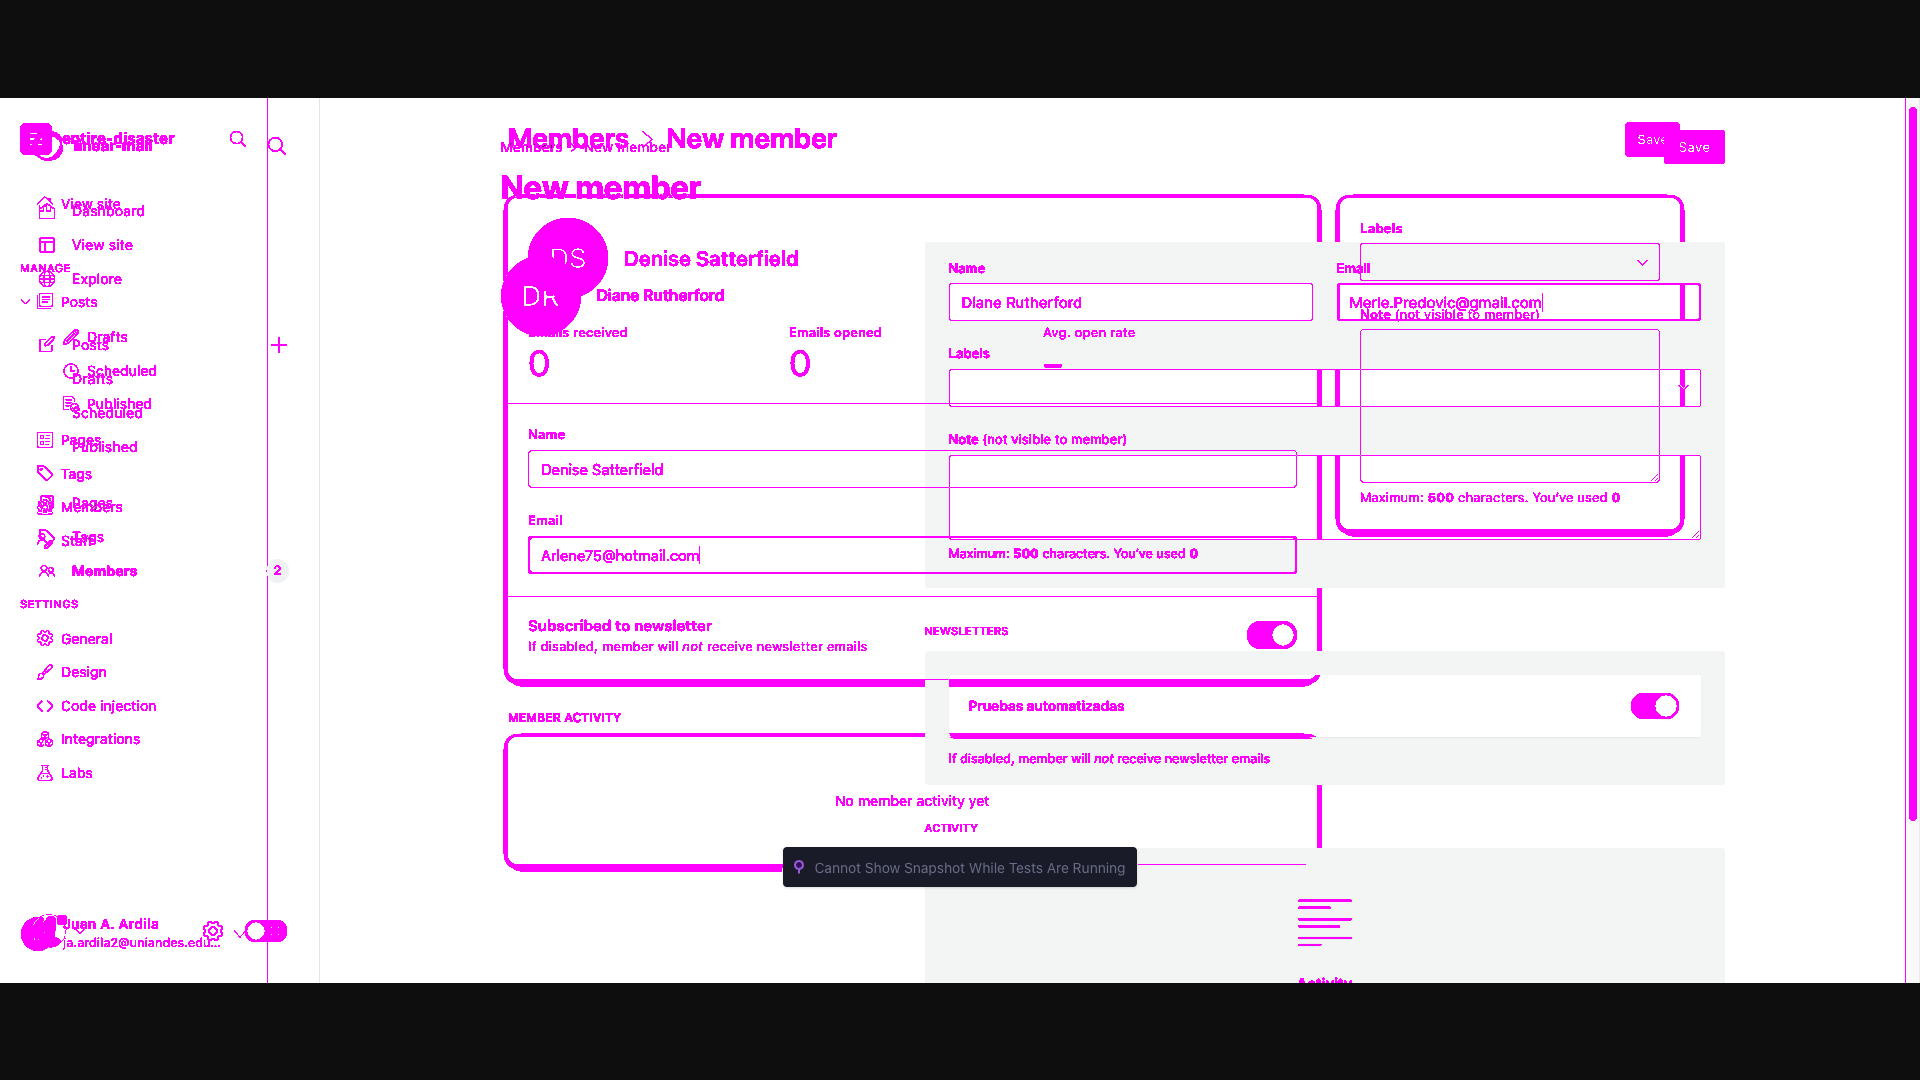 entire-disaster
linear-mail
View site
Dashboard
View site
MANAGE
Explore
Posts
Drafts
Posts
Scheduled
Drafts
Published
Scheduled
Pages
Published
Tags
Pages
Members
Tags
Staff
Members
2
SETTINGS
General
Design
Code injection
Integrations
Labs
Juan A. Ardila
ja.ardila2@uniandes.edu...
Members > New member
Members > New member
New member
Save
Save
DS
Denise Satterfield
DR
Diane Rutherford
Emails received
0
Emails opened
0
Avg. open rate
Name
Denise Satterfield
Email
Arlene75@hotmail.com
Subscribed to newsletter
If disabled, member will not receive newsletter emails
MEMBER ACTIVITY
No member activity yet
Labels
Note (not visible to member)
Maximum: 500 characters. You’ve used 0
Name
Diane Rutherford
Email
Merle.Predovic@gmail.com
Labels
Note (not visible to member)
Maximum: 500 characters. You’ve used 0
NEWSLETTERS
Pruebas automatizadas
If disabled, member will not receive newsletter emails
ACTIVITY
Cannot Show Snapshot While Tests Are Running
Activity